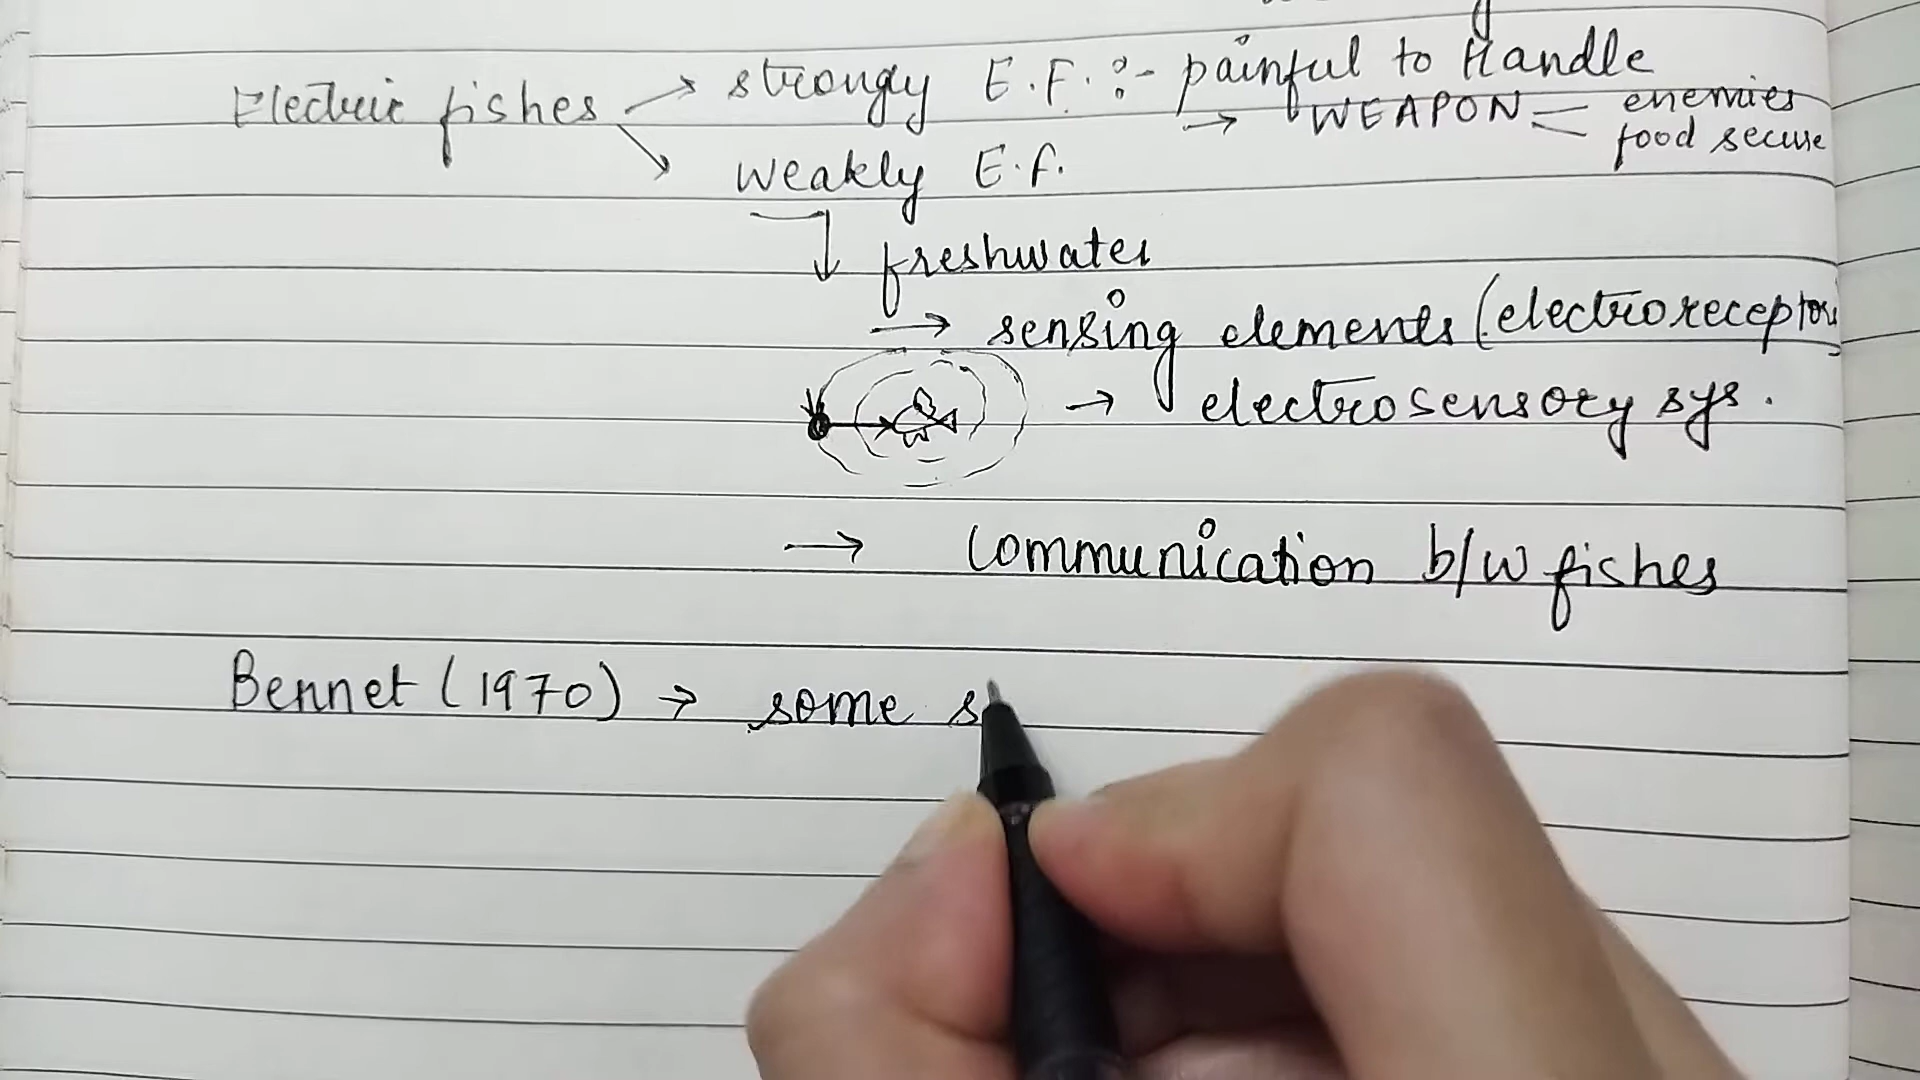 Electric fishes → strongy E.F. :- painful to Handle
→ WEAPON enemies
food secure
↘ weakly E.F.
↓ freshwater
→ sensing elements (electroreceptors
→ electrosensory sys.
→ Communication b/w fishes
Bennet (1970) → some s